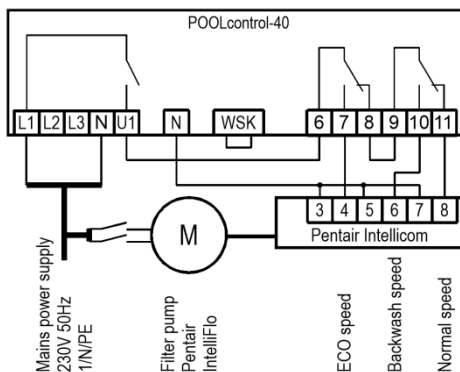 POOLcontrol-40
L1 L2 L3 N U1 N WSK 6 7 8 9 10 11
3 4 5 6 7 8
Pentair Intellicom
M
Mains power supply
230V 50Hz
1/N/PE
Filter pump
Pentair
IntelliFlo
ECO speed
Backwash speed
Normal speed